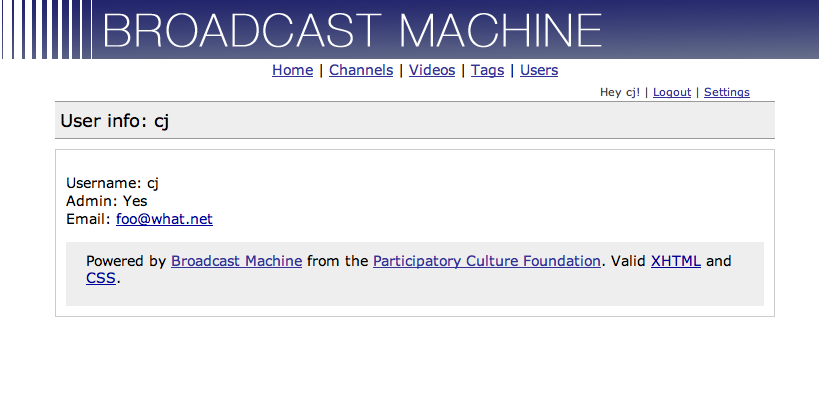 BROADCAST MACHINE
Home | Channels | Videos | Tags | Users
Hey cj! | Logout | Settings
User info: cj
Username: cj
Admin: Yes
Email: foo@what.net
Powered by Broadcast Machine from the Participatory Culture Foundation. Valid XHTML and
CSS.